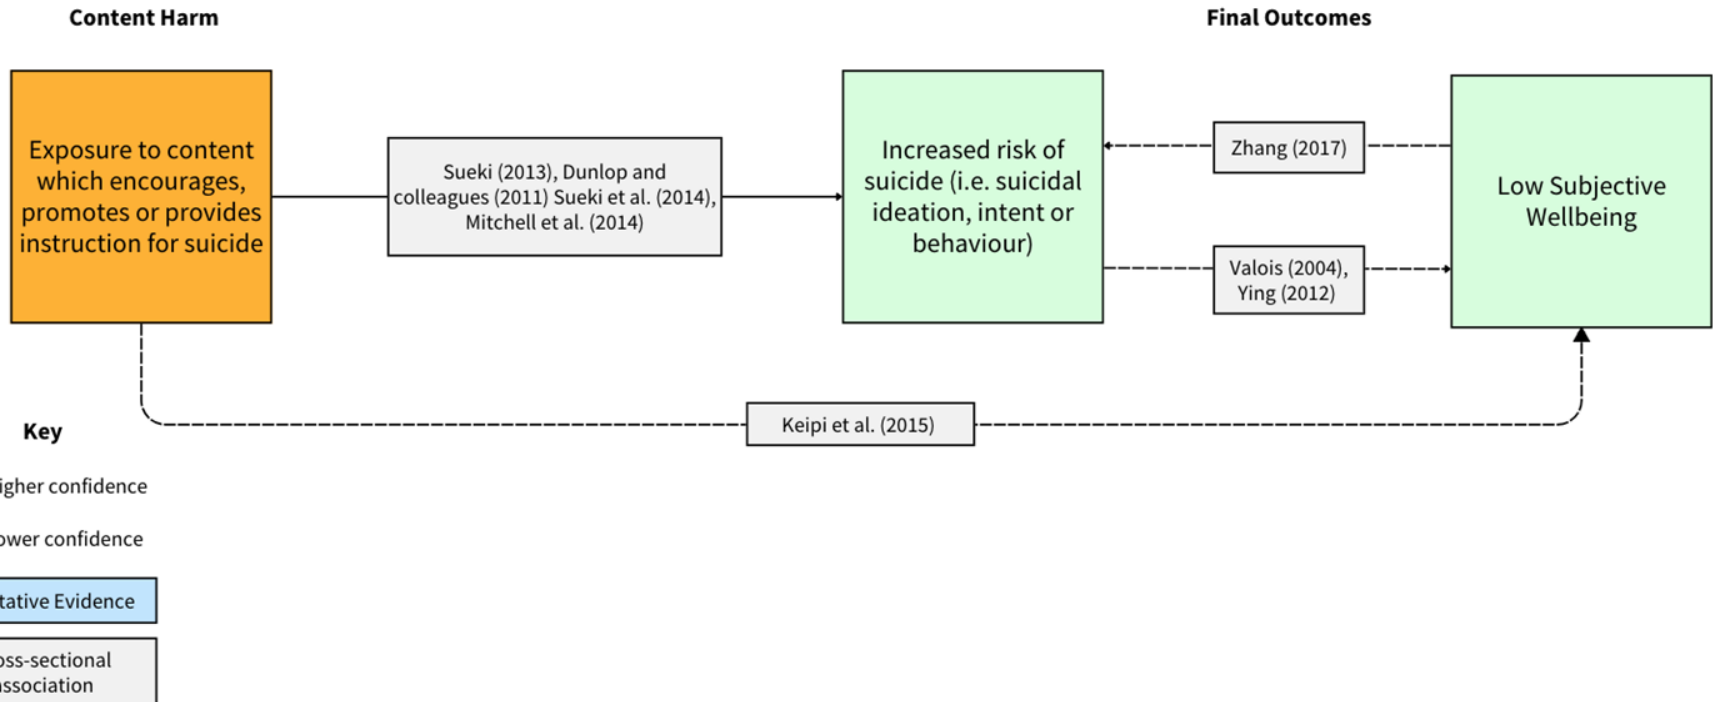 Content Harm
Final Outcomes
Exposure to content
which encourages,
promotes or provides
instruction for suicide
Sueki (2013), Dunlop and
colleagues (2011) Sueki et al. (2014),
Mitchell et al. (2014)
Increased risk of
suicide (i.e. suicidal
ideation, intent or
behaviour)
Zhang (2017)
Valois (2004),
Ying (2012)
Low Subjective
Wellbeing
Keipi et al. (2015)
Key
igher confidence
ower confidence
tative Evidence
oss-sectional
association